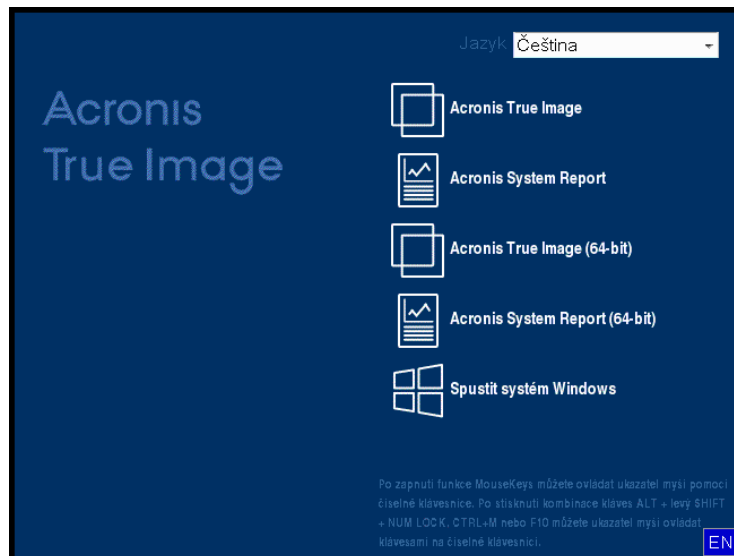 Jazyk Čeština
Acronis
True Image
Acronis True Image
Acronis System Report
Acronis True Image (64-bit)
Acronis System Report (64-bit)
Spustit systém Windows
Po zapnutí funkce MouseKeys můžete ovládat ukazatel myši pomocí
číselné klávesnice. Po stisknutí kombinace kláves ALT + levý SHIFT
+ NUM LOCK, CTRL+M nebo F10 můžete ukazatel myši ovládat
klávesami na číselné klávesnici.
EN